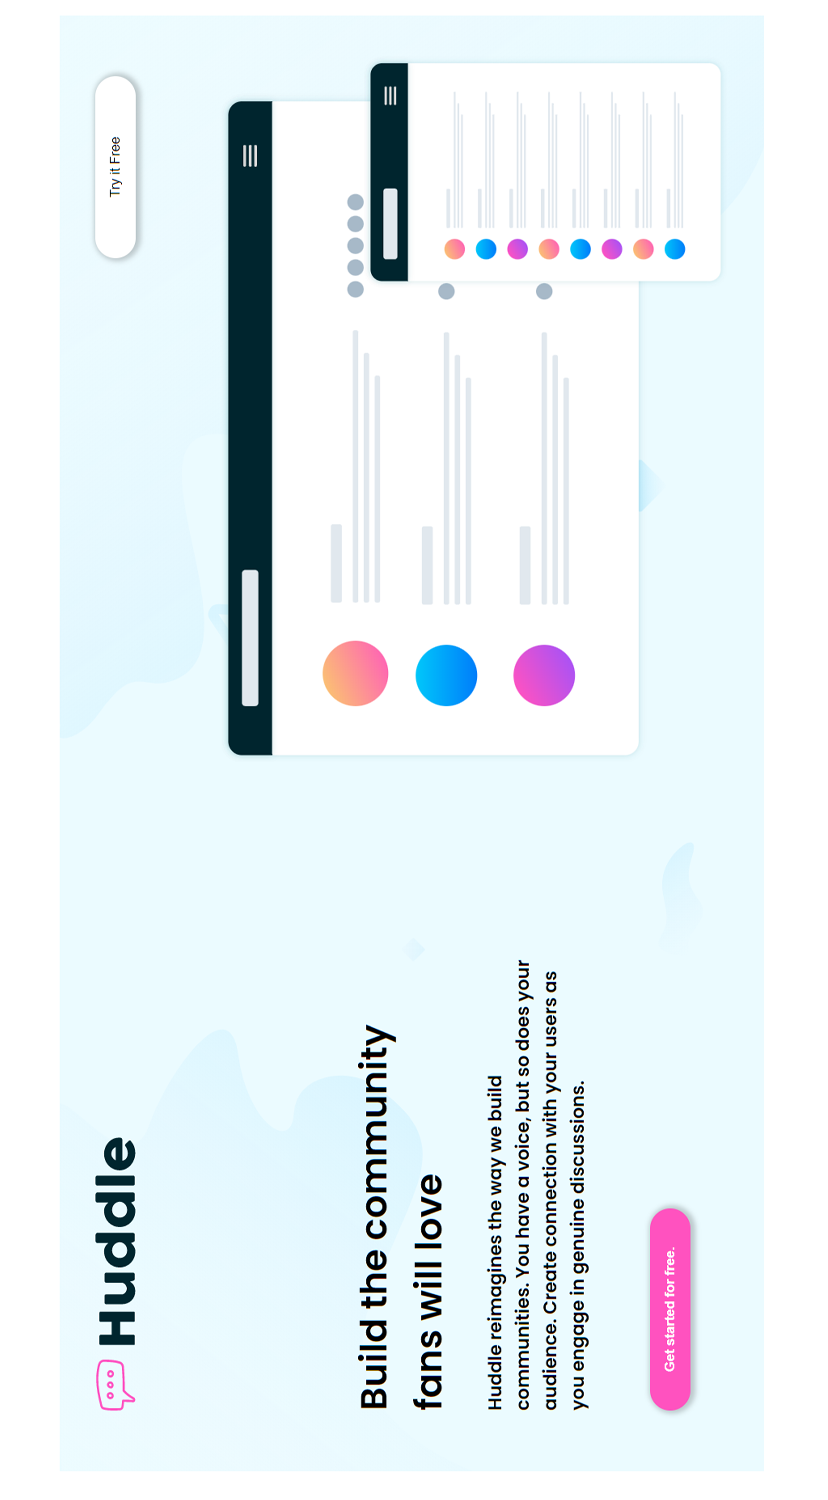 Huddle
Try it Free
Build the community
fans will love
Huddle reimagines the way we build
communities. You have a voice, but so does your
audience. Create connection with your users as
you engage in genuine discussions.
Get started for free.